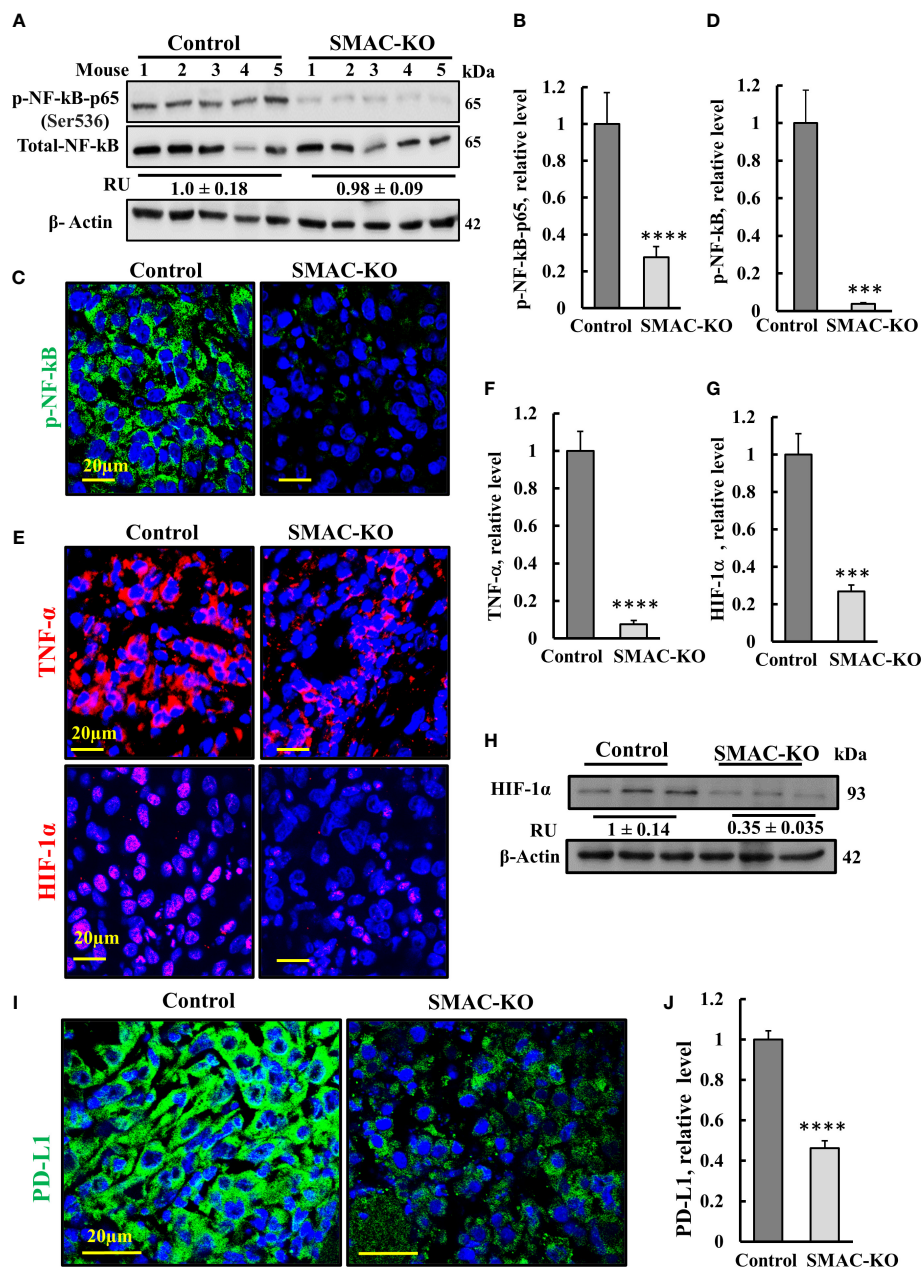 A
Control
SMAC-KO
Mouse
1 2 3 4 5
1 2 3 4 5
kDa
p-NF-kB-p65
(Ser536)
65
Total-NF-kB
65
RU
1.0 ± 0.18
0.98 ± 0.09
β- Actin
42
B
p-NF-kB-p65, relative level
1.2
1
0.8
0.6
0.4
0.2
0
****
Control SMAC-KO
D
p-NF-kB, relative level
1.2
1
0.8
0.6
0.4
0.2
0
***
Control SMAC-KO
C
Control
SMAC-KO
p-NF-kB
20µm
E
Control
SMAC-KO
TNF-α
20µm
HIF-1α
20µm
F
TNF-α, relative level
1.2
1
0.8
0.6
0.4
0.2
0
****
Control SMAC-KO
G
HIF-1α , relative level
1.2
1
0.8
0.6
0.4
0.2
0
***
Control SMAC-KO
H
Control
SMAC-KO
kDa
HIF-1α
93
RU
1 ± 0.14
0.35 ± 0.035
β-Actin
42
I
Control
SMAC-KO
PD-L1
20µm
J
PD-L1, relative level
1.2
1
0.8
0.6
0.4
0.2
0
****
Control SMAC-KO